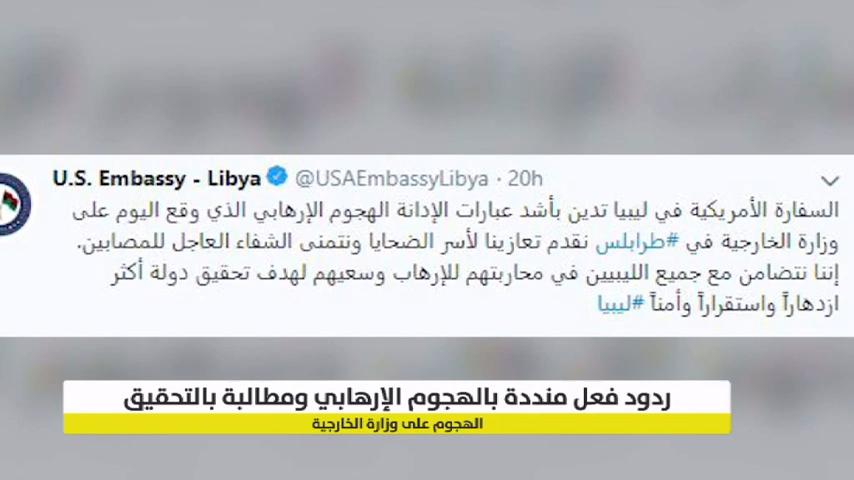 U.S. Embassy - Libya @USAEmbassyLibya · 20h
السفارة الأمريكية في ليبيا تدين بأشد عبارات الإدانة الهجوم الإرهابي الذي وقع اليوم على
وزارة الخارجية في #طرابلس نقدم تعازينا لأسر الضحايا ونتمنى الشفاء العاجل للمصابين.
إننا نتضامن مع جميع الليبيين في محاربتهم للإرهاب وسعيهم لهدف تحقيق دولة أكثر
ازدهاراً واستقراراً وأمناً #ليبيا
ردود فعل منددة بالهجوم الإرهابي ومطالبة بالتحقيق
الهجوم على وزارة الخارجية